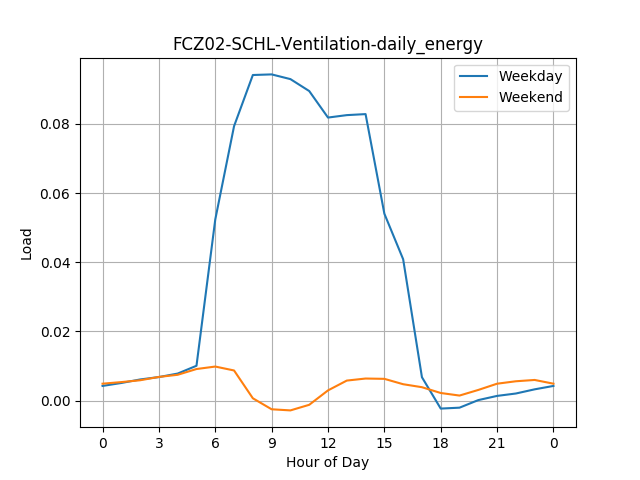 FCZ02-SCHL-Ventilation-daily_energy
Weekday
Weekend
Load
0.08
0.06
0.04
0.02
0.00
0 3 6 9 12 15 18 21 0
Hour of Day